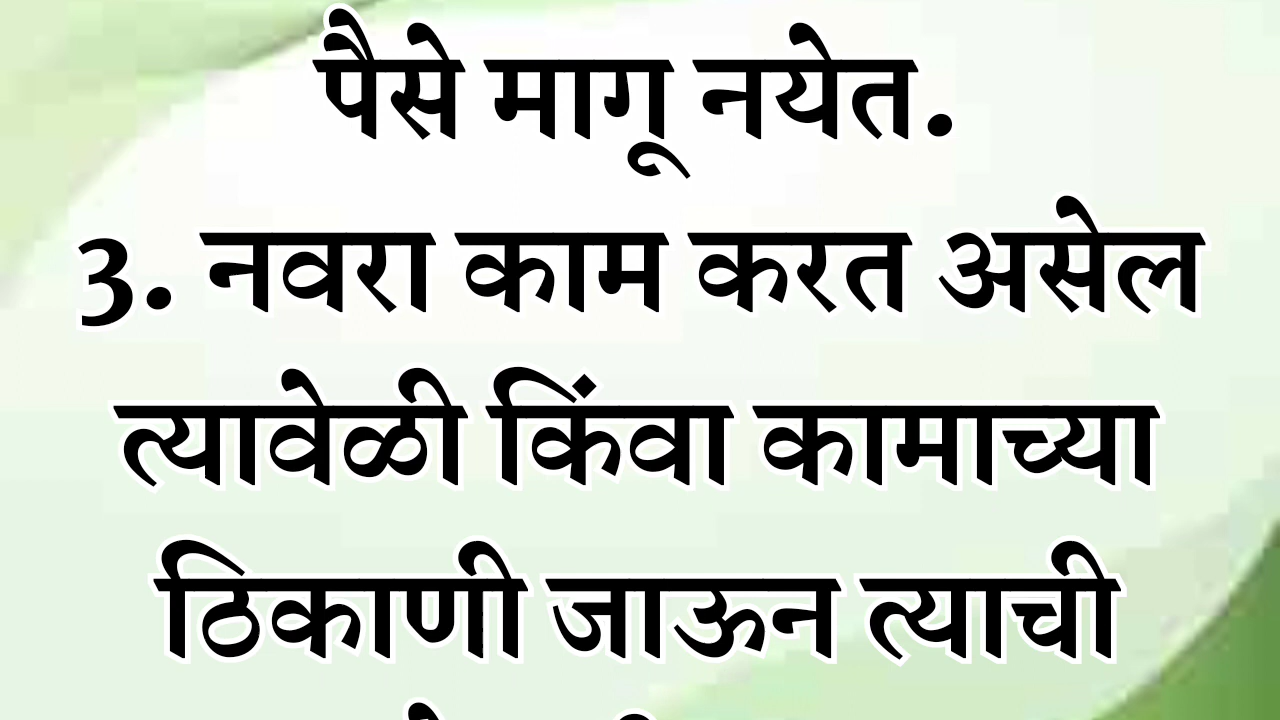 पैसे मागू नयेत.
3. नवरा काम करत असेल
त्यावेळी किंवा कामाच्या
ठिकाणी जाऊन त्याची